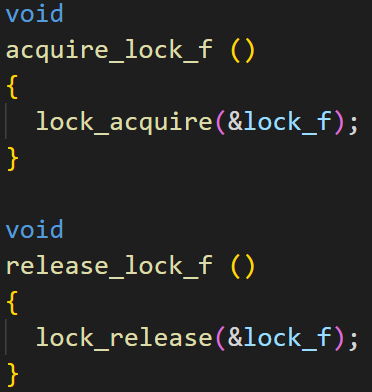 void
acquire_lock_f ()
{
  lock_acquire(&lock_f);
}

void
release_lock_f ()
{
  lock_release(&lock_f);
}